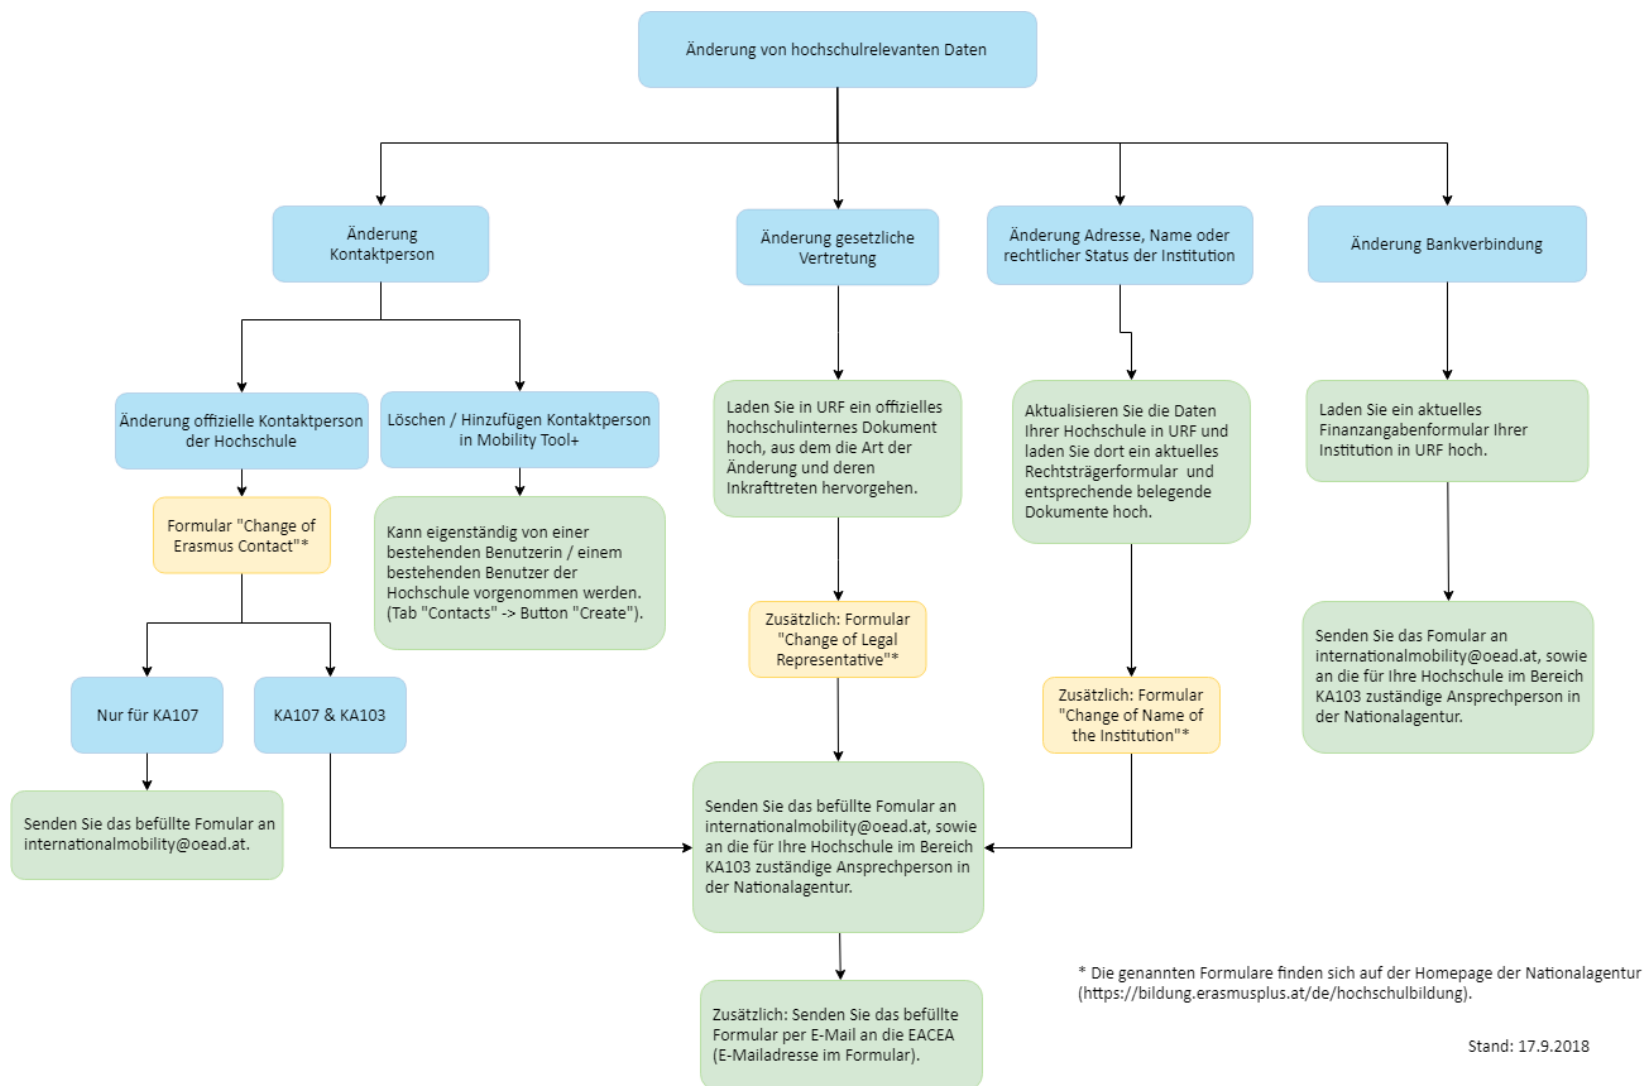 Änderung von hochschulrelevanten Daten
Änderung
Kontaktperson
Änderung gesetzliche
Vertretung
Änderung Adresse, Name oder
rechtlicher Status der Institution
Änderung Bankverbindung
Änderung offizielle Kontaktperson
der Hochschule
Löschen / Hinzufügen Kontaktperson
in Mobility Tool+
Laden Sie in URF ein offizielles
hochschulinternes Dokument
hoch, aus dem die Art der
Änderung und deren
Inkrafttreten hervorgehen.
Aktualisieren Sie die Daten
Ihrer Hochschule in URF und
laden Sie dort ein aktuelles
Rechtsträgerformular und
entsprechende belegende
Dokumente hoch.
Laden Sie ein aktuelles
Finanzangabenformular Ihrer
Institution in URF hoch.
Formular "Change of
Erasmus Contact"*
Kann eigenständig von einer
bestehenden Benutzerin / einem
bestehenden Benutzer der
Hochschule vorgenommen werden.
(Tab "Contacts" -> Button "Create").
Zusätzlich: Formular
"Change of Legal
Representative"*
Senden Sie das Fomular an
internationalmobility@oead.at, sowie
an die für Ihre Hochschule im Bereich
KA103 zuständige Ansprechperson in
der Nationalagentur.
Nur für KA107
KA107 & KA103
Zusätzlich: Formular
"Change of Name of
the Institution"*
Senden Sie das befüllte Fomular an
internationalmobility@oead.at.
Senden Sie das befüllte Fomular an
internationalmobility@oead.at, sowie
an die für Ihre Hochschule im Bereich
KA103 zuständige Ansprechperson in
der Nationalagentur.
Zusätzlich: Senden Sie das befüllte
Formular per E-Mail an die EACEA
(E-Mailadresse im Formular).
* Die genannten Formulare finden sich auf der Homepage der Nationalagentur
(https://bildung.erasmusplus.at/de/hochschulbildung).
Stand: 17.9.2018